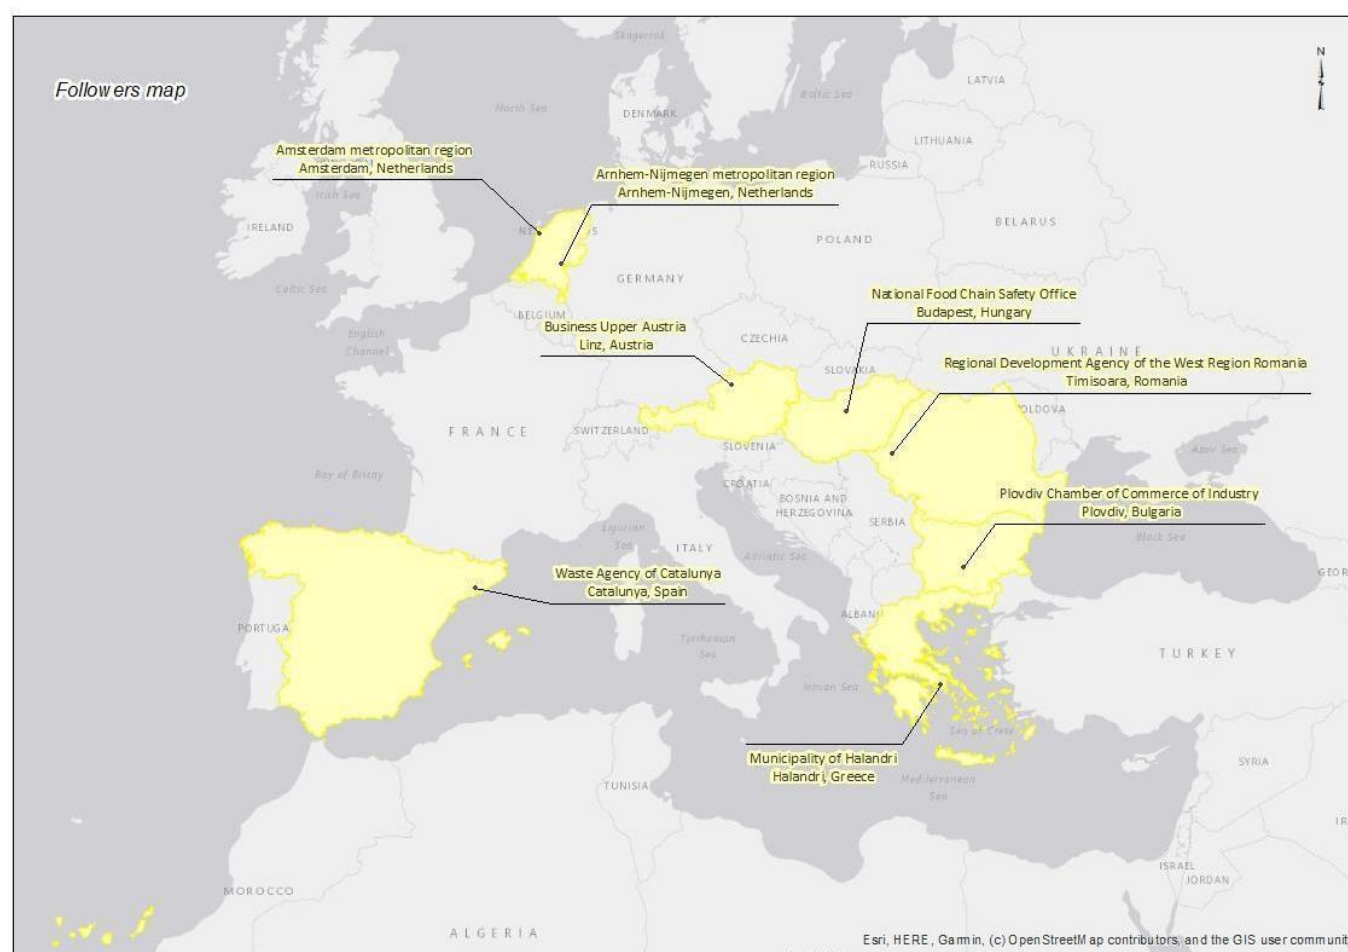 Followers map
N
Skagerrak
LATVIA
Baltic Sea
North Sea
DENMARK
LITHUANIA
RUSSIA
Amsterdam metropolitan region
Amsterdam, Netherlands
Arnhem-Nijmegen metropolitan region
Arnhem-Nijmegen, Netherlands
Irish Sea
IRELAND
BELARUS
POLAND
GERMANY
Celtic Sea
National Food Chain Safety Office
Budapest, Hungary
BELGIUM
English
Channel
Business Upper Austria
Linz, Austria
CZECHIA
UKRAINE
SLOVAKIA
Regional Development Agency of the West Region Romania
Timisoara, Romania
MOLDOVA
FRANCE
SWITZERLAND
SLOVENIA
Azov Sea
Bay of Biscay
CROATIA
BOSNIA AND
HERZEGOVINA
SERBIA
Plovdiv Chamber of Commerce of Industry
Plovdiv, Bulgaria
Ligurian
Sea
ITALY
Adriatic Sea
Black Sea
GEOR
Waste Agency of Catalunya
Catalunya, Spain
ALBANI
PORTUGA
Tyrrhenian
Sea
TURKEY
Ionian Sea
Sea of Crete
Municipality of Halandri
Halandri, Greece
Mediterranean
Sea
SYRIA
TUNISIA
IR
ISRAEL
JORDAN
MOROCCO
ALGERIA
Esri, HERE, Garmin, (c) OpenStreetMap contributors, and the GIS user communit